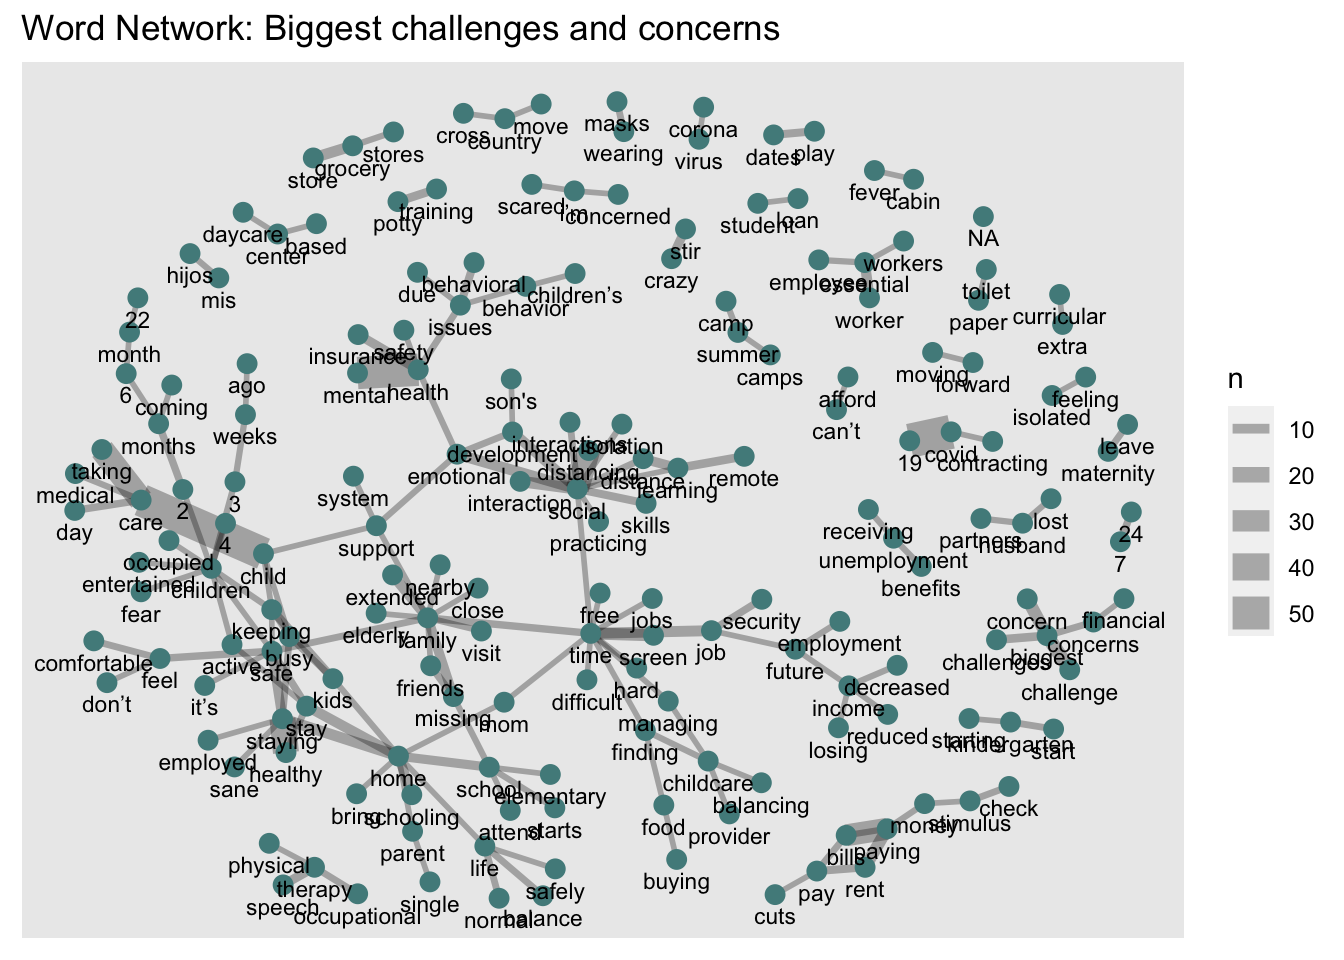 Word Network: Biggest challenges and concerns
cross country move
masks wearing
corona virus
dates play
store grocery stores
potty training
scared I'm concerned
student loan
fever cabin
NA
daycare center based
hijos mis
stir crazy
employee essential workers
worker
toilet paper
curricular extra
due behavioral behavior children's
issues
22
month
6
coming
months
2
ago
weeks
3
4
insurance safety
mental health
camp
summer
camps
moving forward
afford
can't
isolated feeling
son's
development interactions isolation
emotional distancing distance
interaction social learning remote
practicing skills
19 covid contracting
leave
maternity
taking
medical
day
care
system
support
receiving
unemployment
benefits
partners husband lost
24
7
occupied
entertained
fear
children
child
extended nearby
elderly family close
visit
friends
missing
free jobs
time screen job security
difficult hard
managing
finding
future employment
income decreased
losing reduced
concern
challenges biggest concerns financial
challenge
keeping
active busy
safe
comfortable
don't feel
it's
kids
stay
staying
employed
sane healthy
mom
home
school elementary
attend starts
bring schooling
parent
single
life
safely
normal balance
childcare
balancing
provider
food
buying
starting kindergarten start
money stimulus check
bills paying
pay rent
cuts
physical
therapy
speech occupational
n
10
20
30
40
50